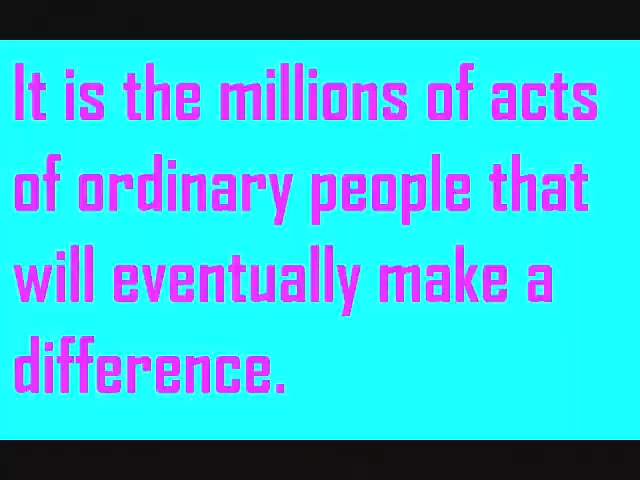 It is the millions of acts
of ordinary people that
will eventually make a
difference.